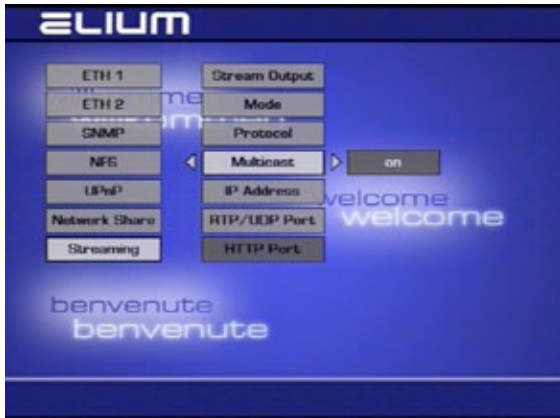 ELIUM
ETH 1
ETH 2
SNMP
NFS
UPnP
Network Share
Streaming
Stream Output
Mode
Protocol
Multicast
on
IP Address
RTP/UDP Port
HTTP Port
welcome
welcome
benvenute
benvenute